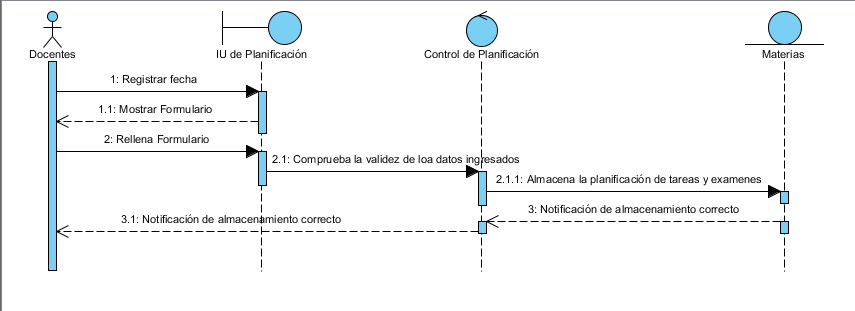 Docentes
IU de Planificación
Control de Planificación
Materias
1: Registrar fecha
1.1: Mostrar Formulario
2: Rellena Formulario
2.1: Comprueba la validez de loa datos ingresados
2.1.1: Almacena la planificación de tareas y examenes
3: Notificación de almacenamiento correcto
3.1: Notificación de almacenamiento correcto